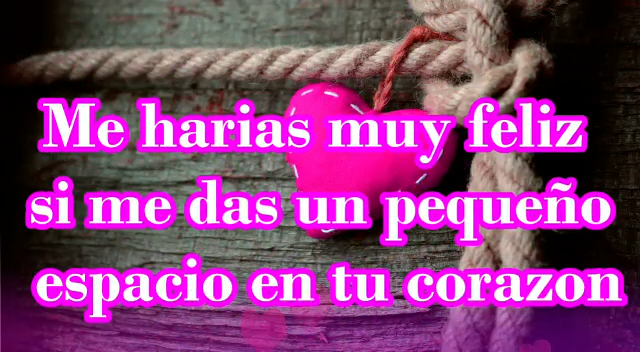 Me harias muy feliz
si me das un pequeño
espacio en tu corazon